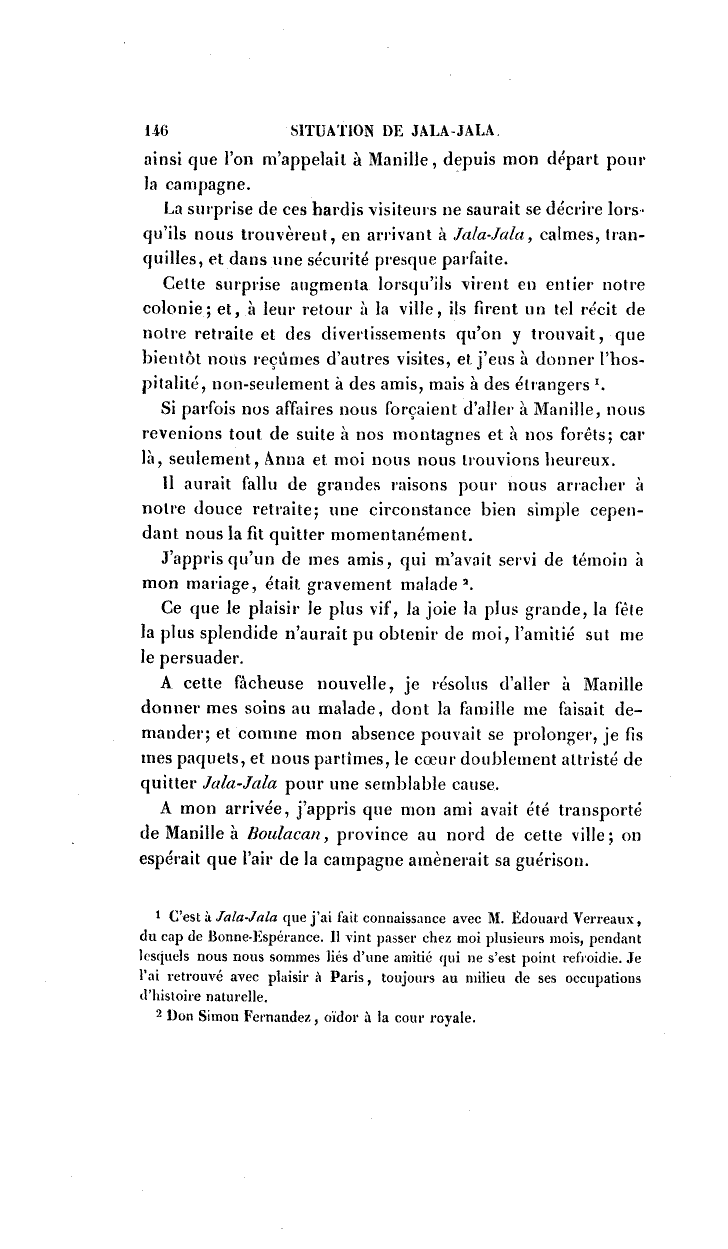 146 SITUATION DE JALA-JALA.
ainsi que l'on m'appelait à Manille, depuis mon départ pour
la campagne.
La surprise de ces hardis visiteurs ne saurait se décrire lors-
qu'ils nous trouvèrent, en arrivant à Jala-Jala, calmes, tran-
quilles, et dans une sécurité presque parfaite.
Cette surprise augmenta lorsqu'ils virent en entier notre
colonie; et, à leur retour à la ville, ils firent un tel récit de
notre retraite et des divertissements qu'on y trouvait, que
bientôt nous reçûmes d'autres visites, et j'eus à donner l'hos-
pitalité, non-seulement à des amis, mais à des étrangers ¹.
Si parfois nos affaires nous forçaient d'aller à Manille, nous
revenions tout de suite à nos montagnes et à nos forêts; car
là, seulement, Anna et moi nous nous trouvions heureux.
Il aurait fallu de grandes raisons pour nous arracher à
notre douce retraite; une circonstance bien simple cepen-
dant nous la fit quitter momentanément.
J'appris qu'un de mes amis, qui m'avait servi de témoin à
mon mariage, était gravement malade ².
Ce que le plaisir le plus vif, la joie la plus grande, la fête
la plus splendide n'aurait pu obtenir de moi, l'amitié sut me
le persuader.
A cette fâcheuse nouvelle, je résolus d'aller à Manille
donner mes soins au malade, dont la famille me faisait de-
mander; et comme mon absence pouvait se prolonger, je fis
mes paquets, et nous partîmes, le cœur doublement attristé de
quitter Jala-Jala pour une semblable cause.
A mon arrivée, j'appris que mon ami avait été transporté
de Manille à Boulacan, province au nord de cette ville; on
espérait que l'air de la campagne amènerait sa guérison.
1 C'est à Jala-Jala que j'ai fait connaissance avec M. Édouard Verreaux,
du cap de Bonne-Espérance. Il vint passer chez moi plusieurs mois, pendant
lesquels nous nous sommes liés d'une amitié qui ne s'est point refroidie. Je
l'ai retrouvé avec plaisir à Paris, toujours au milieu de ses occupations
d'histoire naturelle.
2 Don Simon Fernandez, oïdor à la cour royale.